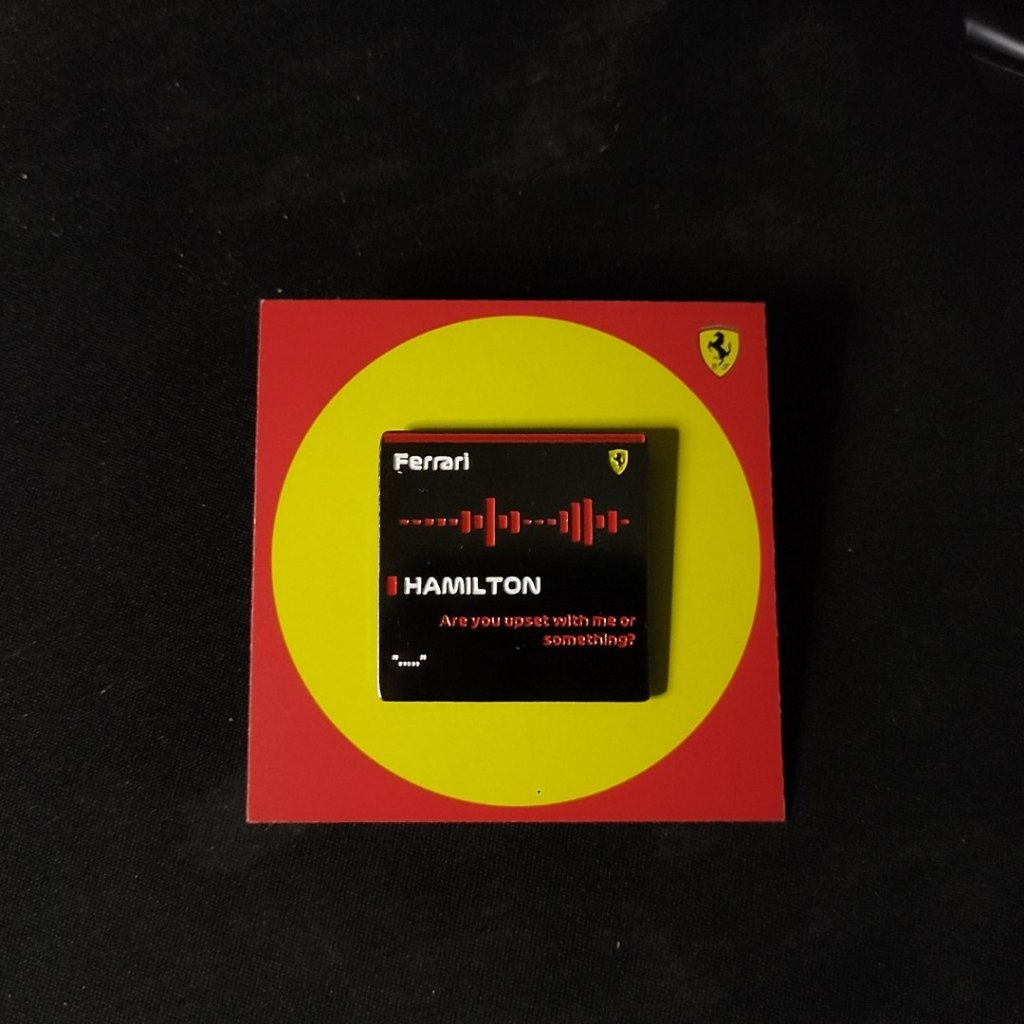 Ferrari
HAMILTON
Are you upset with me or
something?
"....."